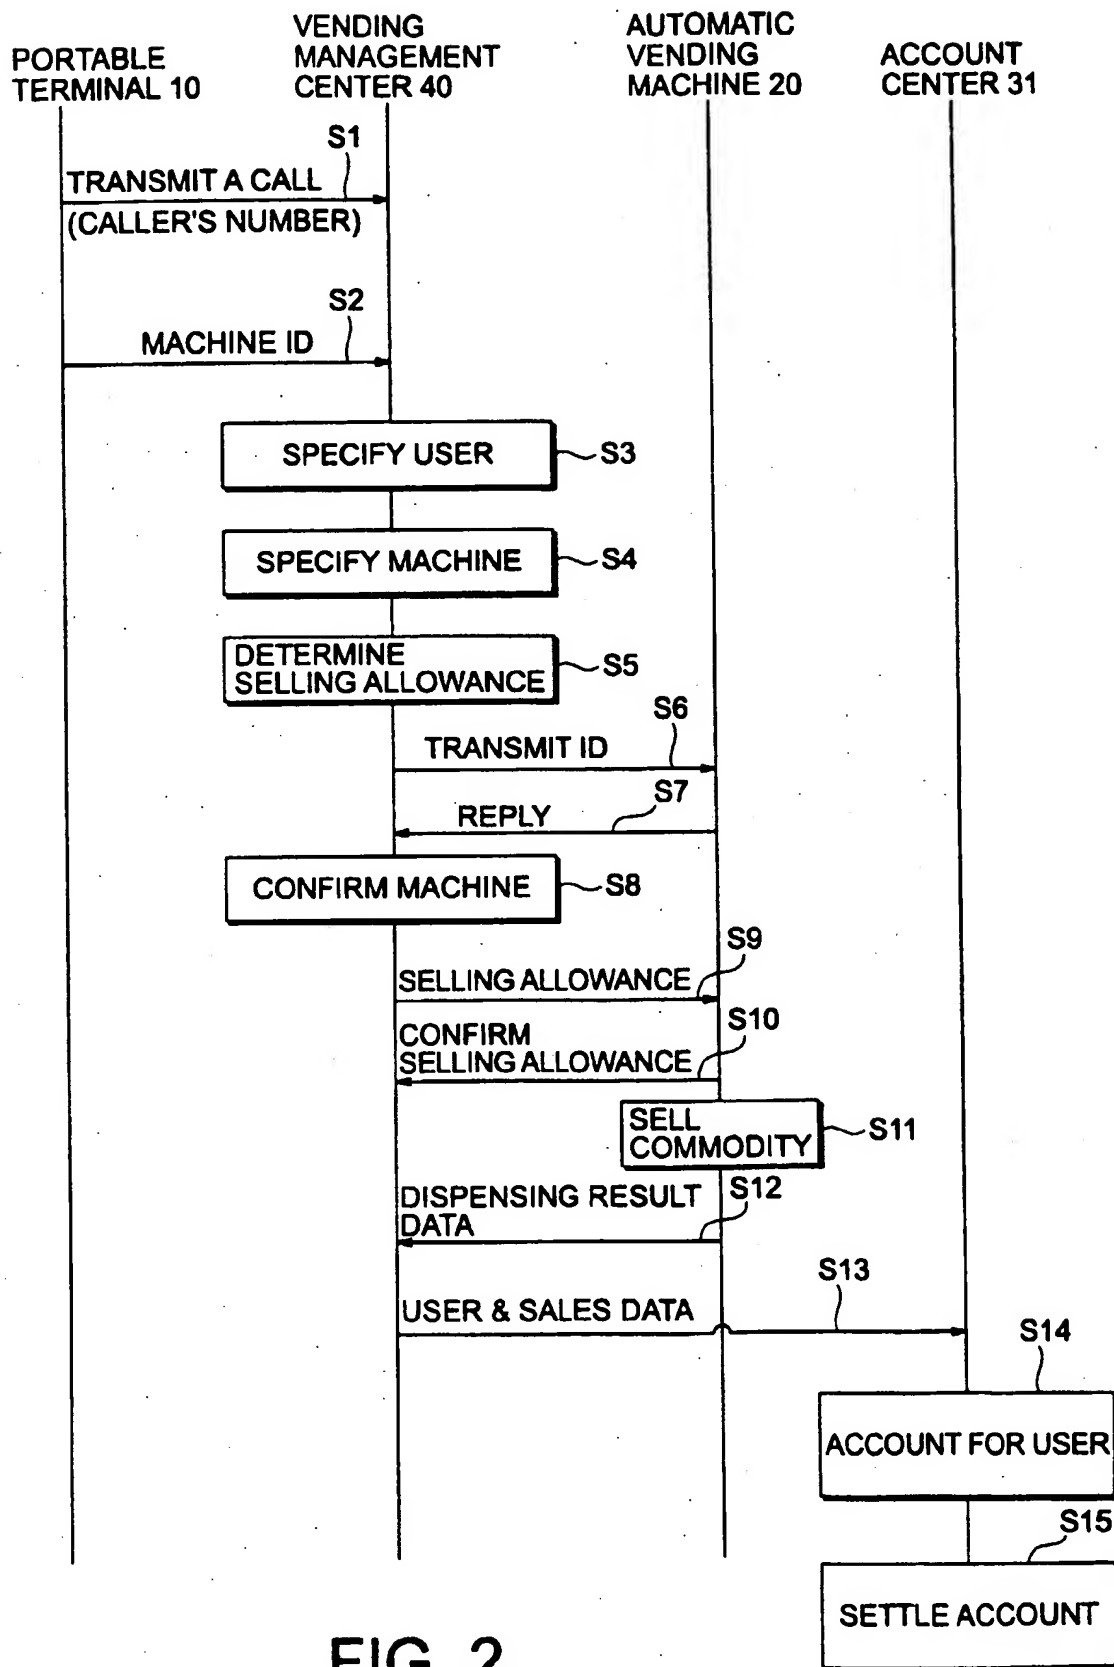 PORTABLE
TERMINAL 10
VENDING
MANAGEMENT
CENTER 40
AUTOMATIC
VENDING
MACHINE 20
ACCOUNT
CENTER 31
S1
TRANSMIT A CALL
(CALLER'S NUMBER)
S2
MACHINE ID
SPECIFY USER
S3
SPECIFY MACHINE
S4
DETERMINE
SELLING ALLOWANCE
S5
S6
TRANSMIT ID
S7
REPLY
CONFIRM MACHINE
S8
S9
SELLING ALLOWANCE
S10
CONFIRM
SELLING ALLOWANCE
SELL
COMMODITY
S11
S12
DISPENSING RESULT
DATA
S13
USER & SALES DATA
S14
ACCOUNT FOR USER
S15
SETTLE ACCOUNT
FIG. 2